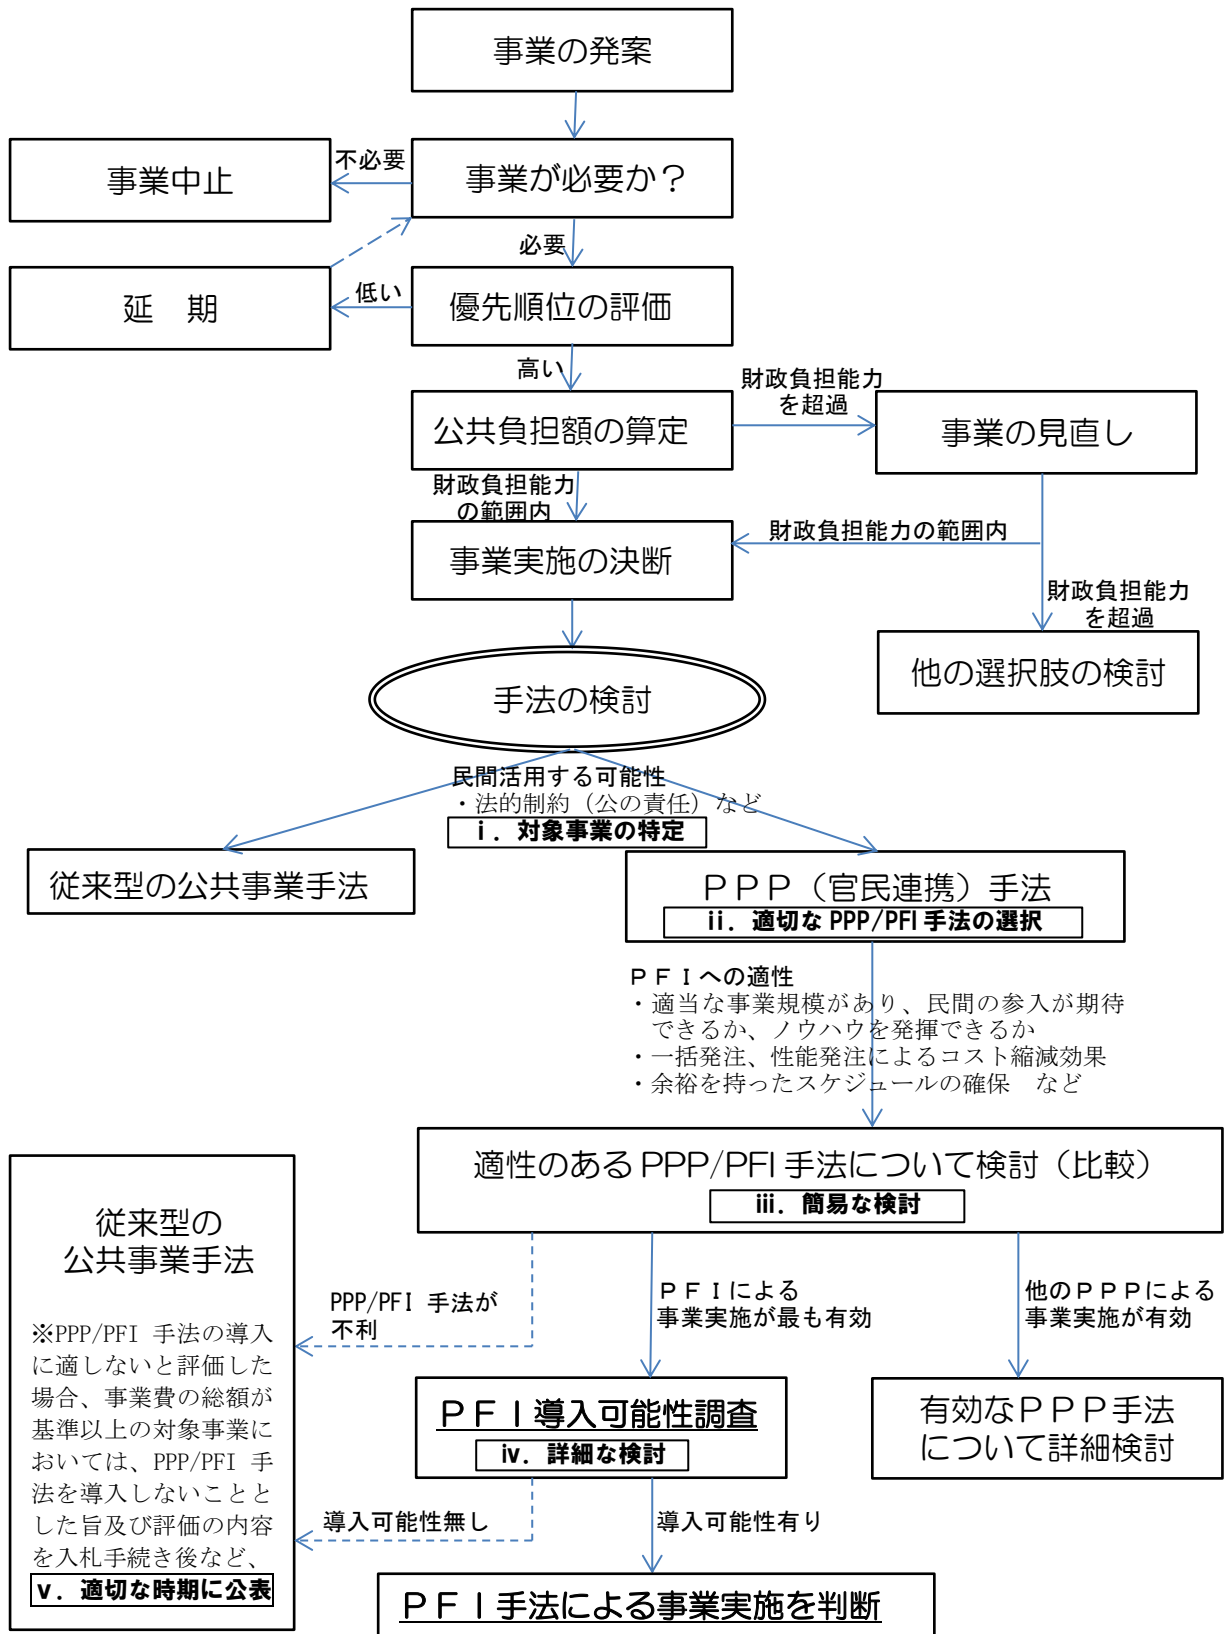 事業の発案
事業中止
不必要
事業が必要か？
必要
延　期
低い
優先順位の評価
高い
財政負担能力
を超過
公共負担額の算定
事業の見直し
財政負担能力
の範囲内
財政負担能力の範囲内
事業実施の決断
財政負担能力
を超過
他の選択肢の検討
手法の検討
民間活用する可能性
・法的制約（公の責任）など
ⅰ．対象事業の特定
従来型の公共事業手法
ＰＰＰ（官民連携）手法
ⅱ．適切な PPP/PFI 手法の選択
ＰＦＩへの適性
・適当な事業規模があり、民間の参入が期待
できるか、ノウハウを発揮できるか
・一括発注、性能発注によるコスト縮減効果
・余裕を持ったスケジュールの確保　など
適性のある PPP/PFI 手法について検討（比較）
ⅲ．簡易な検討
従来型の
公共事業手法
※PPP/PFI 手法の導入
に適しないと評価した
場合、事業費の総額が
基準以上の対象事業に
おいては、PPP/PFI 手
法を導入しないことと
した旨及び評価の内容
を入札手続き後など、
ⅴ．適切な時期に公表
PPP/PFI 手法が
不利
ＰＦＩによる
事業実施が最も有効
他のＰＰＰによる
事業実施が有効
ＰＦＩ導入可能性調査
ⅳ．詳細な検討
有効なＰＰＰ手法
について詳細検討
導入可能性無し
導入可能性有り
ＰＦＩ手法による事業実施を判断